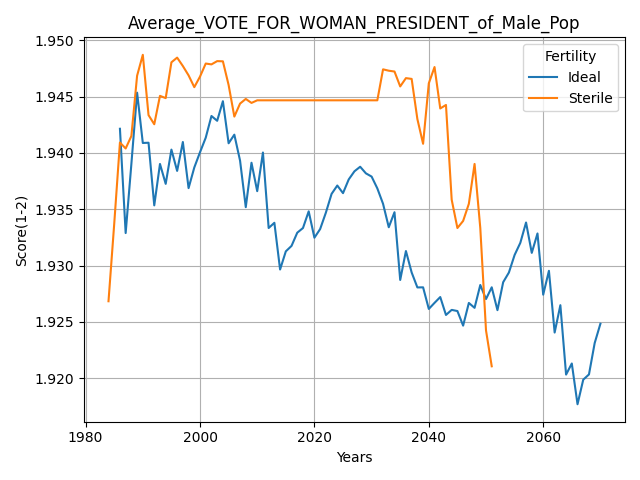 Average_VOTE_FOR_WOMAN_PRESIDENT_of_Male_Pop
Score(1-2)
1.950
1.945
1.940
1.935
1.930
1.925
1.920
Fertility
Ideal
Sterile
1980
2000
2020
2040
2060
Years